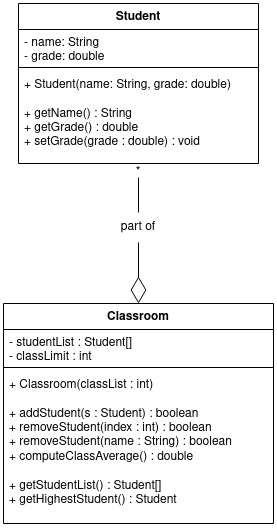 Student
- name: String
- grade: double
+ Student(name: String, grade: double)
+ getName() : String
+ getGrade() : double
+ setGrade(grade : double) : void
*
part of
Classroom
- studentList : Student[]
- classLimit : int
+ Classroom(classList : int)
+ addStudent(s : Student) : boolean
+ removeStudent(index : int) : boolean
+ removeStudent(name : String) : boolean
+ computeClassAverage() : double
+ getStudentList() : Student[]
+ getHighestStudent() : Student